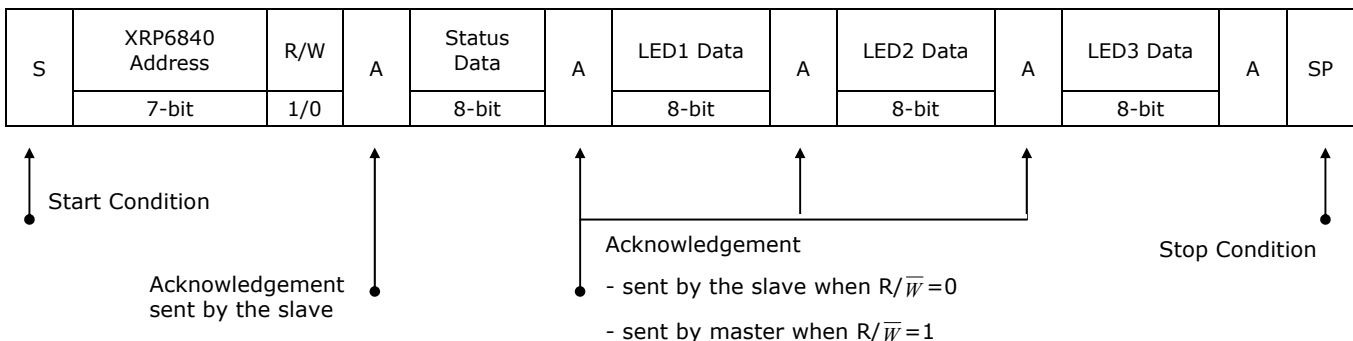 S XRP6840 Address R/W A Status Data A LED1 Data A LED2 Data A LED3 Data A SP
7-bit 1/0 8-bit 8-bit 8-bit 8-bit
Start Condition
Acknowledgement
sent by the slave
Acknowledgement
- sent by the slave when R/W̅=0
- sent by master when R/W̅=1
Stop Condition